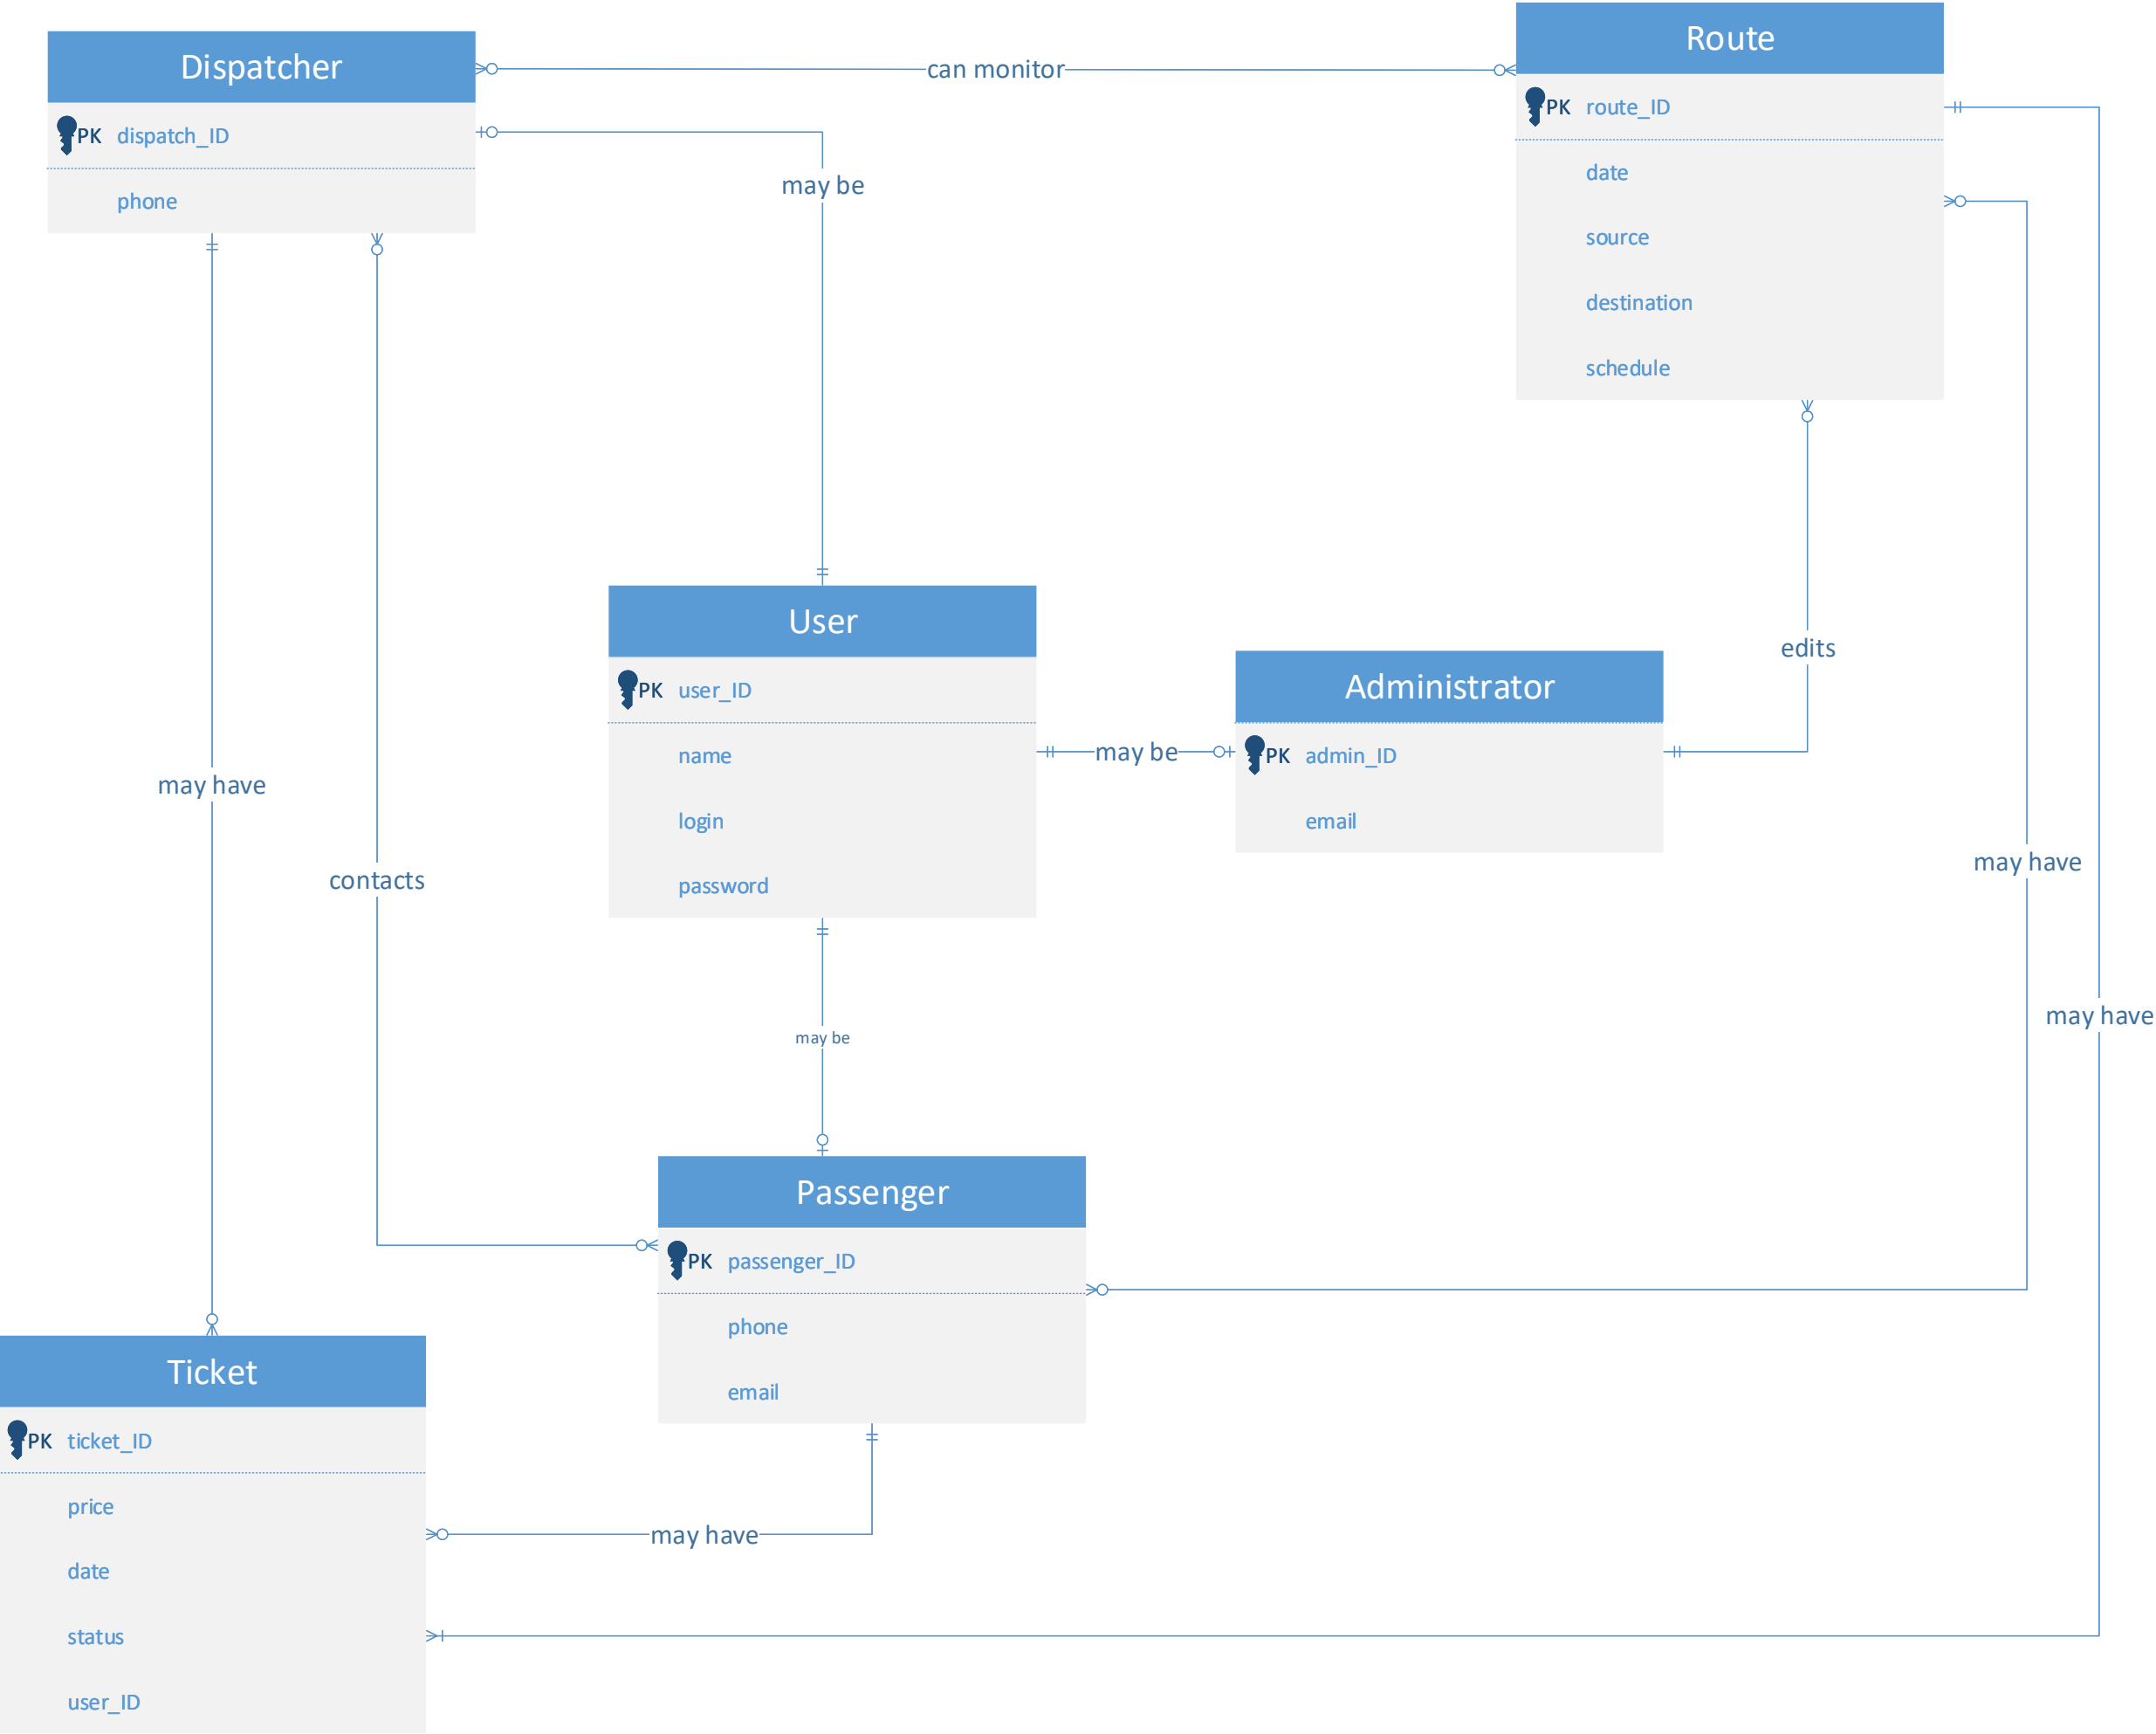 Dispatcher
PK dispatch_ID
phone
can monitor
Route
PK route_ID
date
source
destination
schedule
may be
User
PK user_ID
name
login
password
may be
Administrator
PK admin_ID
email
edits
may have
contacts
may have
may have
may be
Passenger
PK passenger_ID
phone
email
Ticket
PK ticket_ID
price
date
status
user_ID
may have